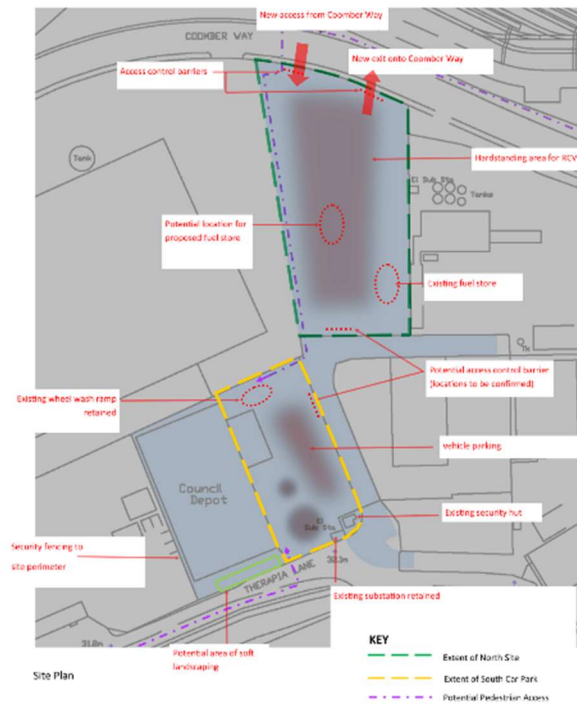 New access from Coomber Way
COOMBER WAY
New exit onto Coomber Way
Access control barriers
Tank
Hardstanding area for RCV
El Sub Sta
Tanks
Potential location for
proposed fuel store
Existing fuel store
Potential access control barrier
(locations to be confirmed)
Existing wheel wash ramp
retained
vehicle parking
Council
Depot
El
Sub Sta
Existing security hut
Security fencing to
site perimeter
THERAPIA LANE
Existing substation retained
31.8m
Potential area of soft
landscaping
KEY
Extent of North Site
Site Plan
Extent of South Car Park
Potential Pedestrian Access